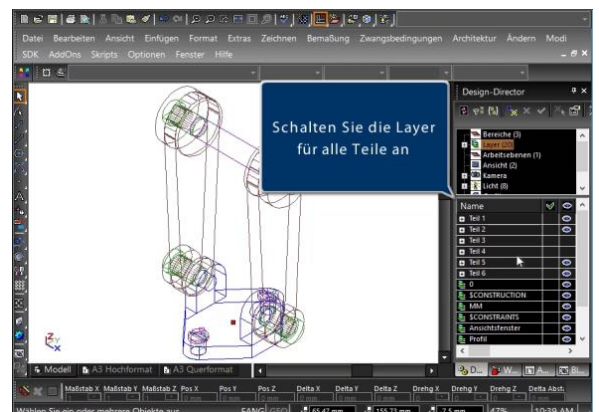 Datei Bearbeiten Ansicht Einfügen Format Extras Zeichnen Bemaßung Zwangsbedingungen Architektur Ändern Modi
SDK AddOns Skripts Optionen Fenster Hilfe
Schalten Sie die Layer
für alle Teile an
Design-Director
Bereiche (3)
Layer (20)
Arbeitsebenen (1)
Ansicht (2)
Kamera
Licht (8)
Name
Teil 1
Teil 2
Teil 3
Teil 4
Teil 5
Teil 6
0
$CONSTRUCTION
MM
$CONSTRAINTS
Ansichtsfenster
Profil
Z
Y
X
Modell A3 Hochformat A3 Querformat
D... W... A... Bi...
Maßstab X Maßstab Y Maßstab Z Pos X Pos Y Pos Z Delta X Delta Y Delta Z Drehg X Drehg Y Drehg Z Delta Abst:
Wählen Sie ein oder mehrere Objekte aus FANG GEO 65,47 mm 155,23 mm -7,5 mm 47% 10:39 AM